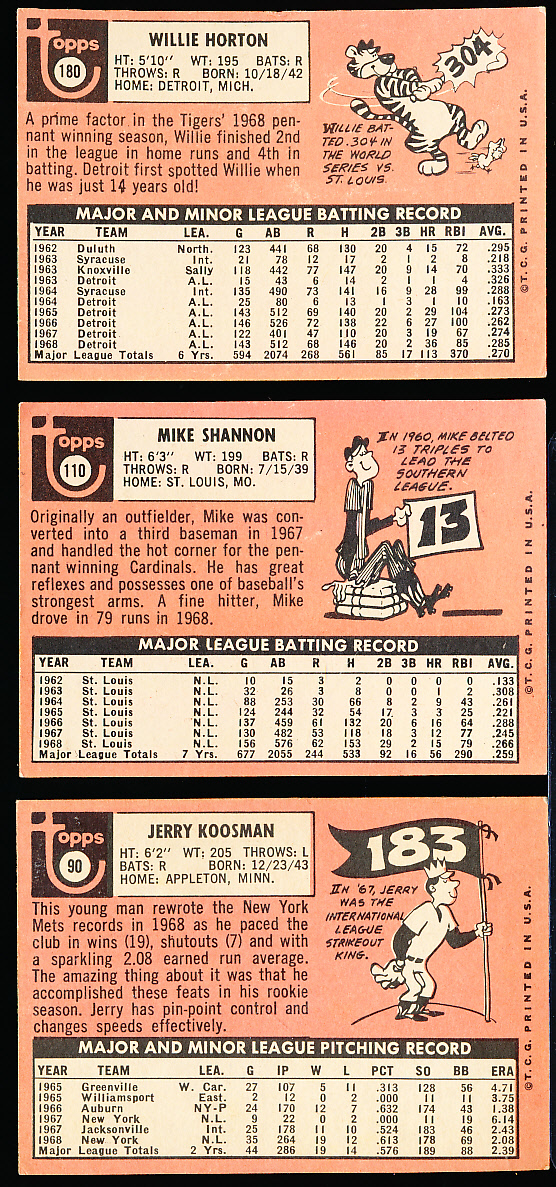 Topps
180
WILLIE HORTON
HT: 5'10" WT: 195 BATS: R
THROWS: R BORN: 10/18/42
HOME: DETROIT, MICH.
A prime factor in the Tigers' 1968 pen-
nant winning season, Willie finished 2nd
in the league in home runs and 4th in
batting. Detroit first spotted Willie when
he was just 14 years old!
304
WILLIE BAT-
TED .304 IN
THE WORLD
SERIES VS.
ST. LOUIS.
©T.C.G. PRINTED IN U.S.A.
MAJOR AND MINOR LEAGUE BATTING RECORD
YEAR TEAM LEA. G AB R H 2B 3B HR RBI AVG.
1962 Duluth North. 123 441 68 130 20 4 15 72 .295
1963 Syracuse Int. 21 78 12 17 2 1 2 8 .218
1963 Knoxville Sally 118 442 77 147 20 9 14 70 .333
1963 Detroit A.L. 15 43 6 14 2 1 1 4 .326
1964 Syracuse Int. 135 490 73 141 16 9 28 99 .288
1964 Detroit A.L. 25 80 6 13 1 3 1 10 .163
1965 Detroit A.L. 143 512 69 140 20 2 29 104 .273
1966 Detroit A.L. 146 526 72 138 22 6 27 100 .262
1967 Detroit A.L. 122 401 47 110 20 3 19 67 .274
1968 Detroit A.L. 143 512 68 146 20 2 36 85 .285
Major League Totals 6 Yrs. 594 2074 268 561 85 17 113 370 .270
Topps
110
MIKE SHANNON
HT: 6'3" WT: 199 BATS: R
THROWS: R BORN: 7/15/39
HOME: ST. LOUIS, MO.
Originally an outfielder, Mike was con-
verted into a third baseman in 1967
and handled the hot corner for the pen-
nant winning Cardinals. He has great
reflexes and possesses one of baseball's
strongest arms. A fine hitter, Mike
drove in 79 runs in 1968.
IN 1960, MIKE BELTED
13 TRIPLES TO
LEAD THE
SOUTHERN
LEAGUE.
13
©T.C.G. PRINTED IN U.S.A.
MAJOR LEAGUE BATTING RECORD
YEAR TEAM LEA. G AB R H 2B 3B HR RBI AVG.
1962 St. Louis N.L. 10 15 3 2 0 0 0 0 .133
1963 St. Louis N.L. 32 26 3 8 0 0 1 2 .308
1964 St. Louis N.L. 88 253 30 66 8 2 9 43 .261
1965 St. Louis N.L. 124 244 32 54 17 3 3 25 .221
1966 St. Louis N.L. 137 459 61 132 20 6 16 64 .288
1967 St. Louis N.L. 130 482 53 118 18 3 12 77 .245
1968 St. Louis N.L. 156 576 62 153 29 2 15 79 .266
Major League Totals 7 Yrs. 677 2055 244 533 92 16 56 290 .259
Topps
90
JERRY KOOSMAN
HT: 6'2" WT: 205 THROWS: L
BATS: R BORN: 12/23/43
HOME: APPLETON, MINN.
This young man rewrote the New York
Mets records in 1968 as he paced the
club in wins (19), shutouts (7) and with
a sparkling 2.08 earned run average.
The amazing thing about it was that he
accomplished these feats in his rookie
season. Jerry has pin-point control and
changes speeds effectively.
183
IN '67, JERRY
WAS THE
INTERNATIONAL
LEAGUE
STRIKEOUT
KING.
©T.C.G. PRINTED IN U.S.A.
MAJOR AND MINOR LEAGUE PITCHING RECORD
YEAR TEAM LEA. G IP W L PCT SO BB ERA
1965 Greenville W. Car. 27 107 5 11 .313 128 56 4.71
1965 Williamsport East. 2 12 0 2 .000 11 11 3.75
1966 Auburn NY-P 24 170 12 7 .632 174 43 1.38
1967 New York N.L. 9 22 0 2 .000 11 19 6.14
1967 Jacksonville Int. 25 178 11 10 .524 183 46 2.43
1968 New York N.L. 35 264 19 12 .613 178 69 2.08
Major League Totals 2 Yrs. 44 286 19 14 .576 189 88 2.39